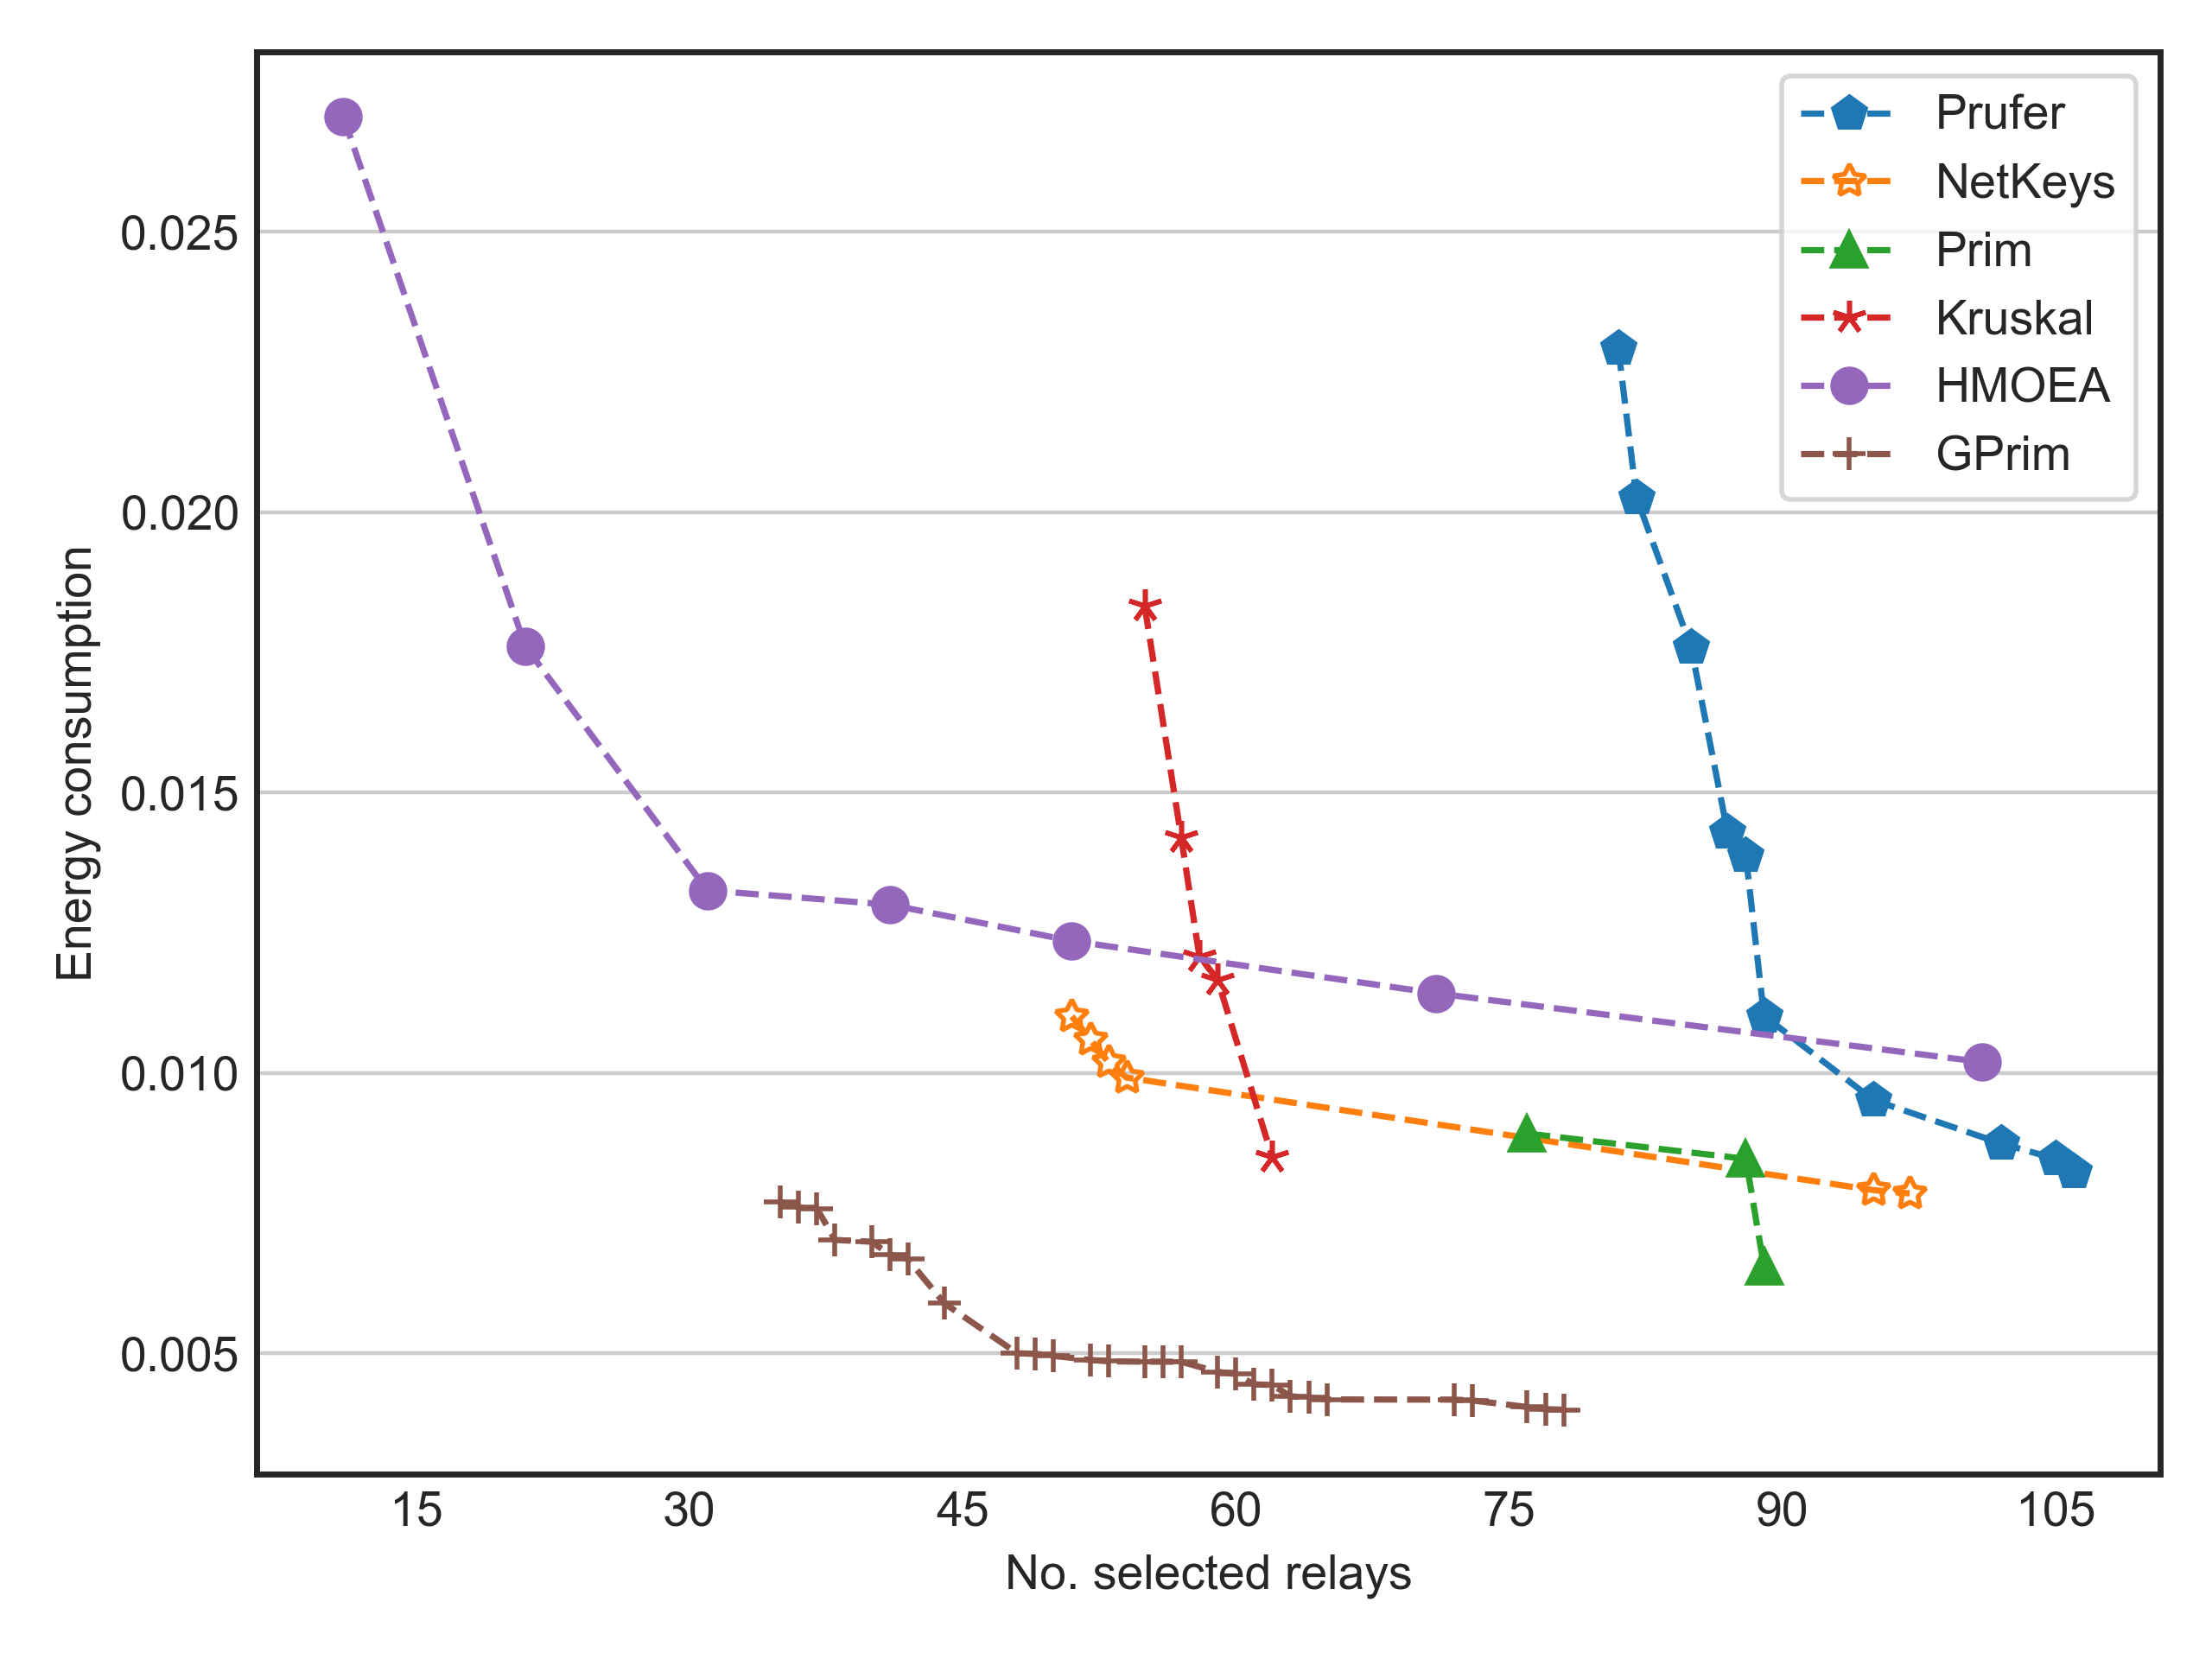 Prufer
NetKeys
Prim
Kruskal
HMOEA
GPrim
Energy consumption
0.025
0.020
0.015
0.010
0.005
15 30 45 60 75 90 105
No. selected relays